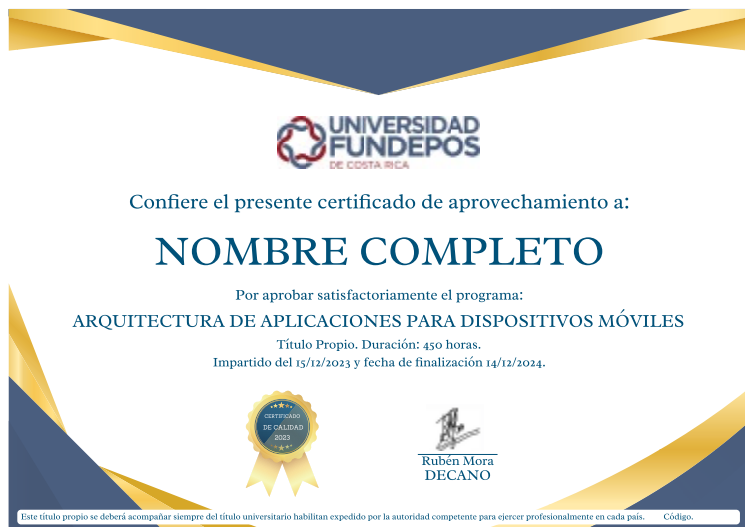 UNIVERSIDAD
FUNDEPOS
DE COSTA RICA
Confiere el presente certificado de aprovechamiento a:
NOMBRE COMPLETO
Por aprobar satisfactoriamente el programa:
ARQUITECTURA DE APLICACIONES PARA DISPOSITIVOS MÓVILES
Título Propio. Duración: 450 horas.
Impartido del 15/12/2023 y fecha de finalización 14/12/2024.
CERTIFICADO
DE CALIDAD
2023
Rubén Mora
DECANO
Este título propio se deberá acompañar siempre del título universitario habilitan expedido por la autoridad competente para ejercer profesionalmente en cada país. Código.